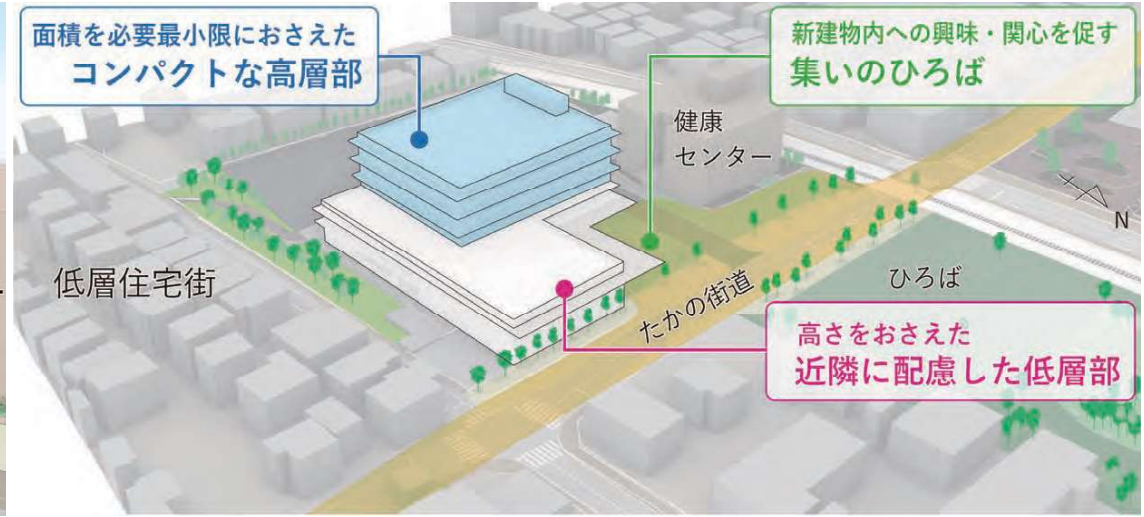 面積を必要最小限におさえた
コンパクトな高層部
新建物内への興味・関心を促す
集いのひろば
健康
センター
N
低層住宅街
ひろば
たかの街道
高さをおさえた
近隣に配慮した低層部